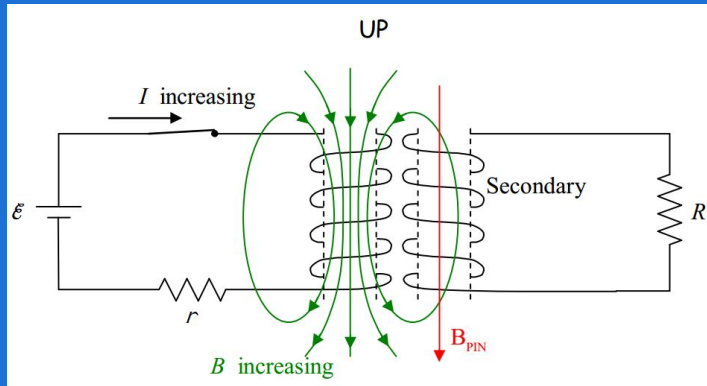 UP
I increasing
Secondary
ℰ
R
r
B_PIN
B increasing